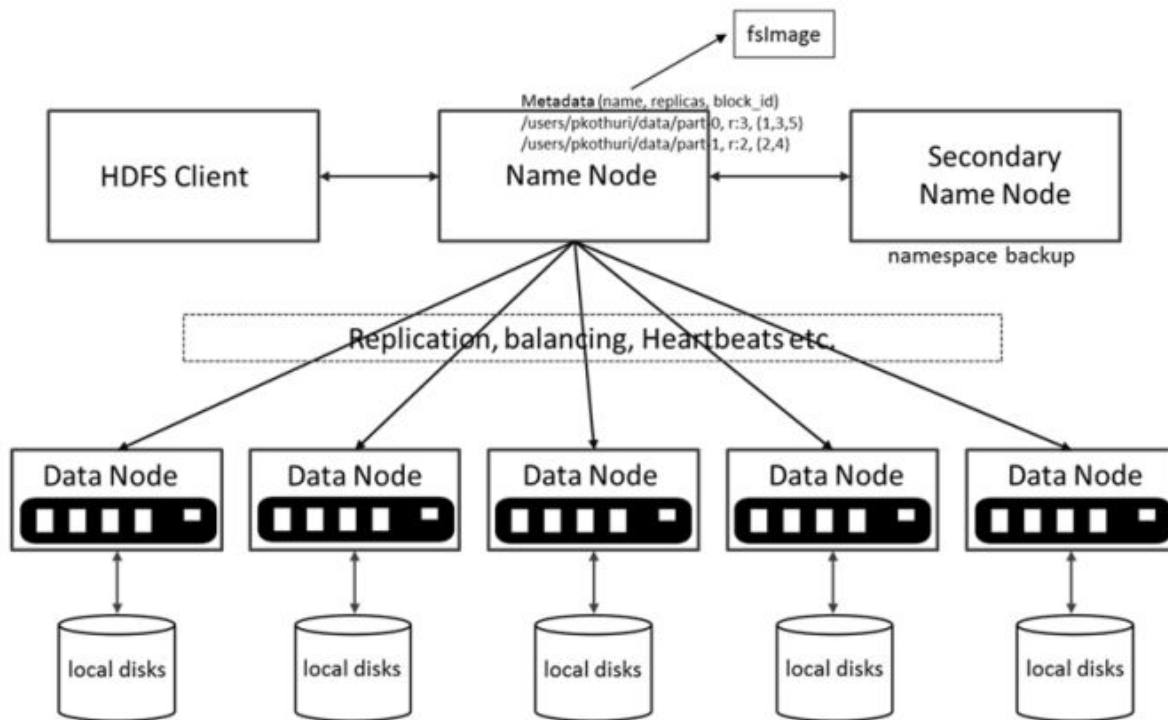 fsImage
Metadata (name, replicas, block_id)
/users/pkothuri/data/part-0, r:3, {1,3,5}
/users/pkothuri/data/part-1, r:2, {2,4}
HDFS Client
Name Node
Secondary
Name Node
namespace backup
Replication, balancing, Heartbeats etc.
Data Node
Data Node
Data Node
Data Node
Data Node
local disks
local disks
local disks
local disks
local disks